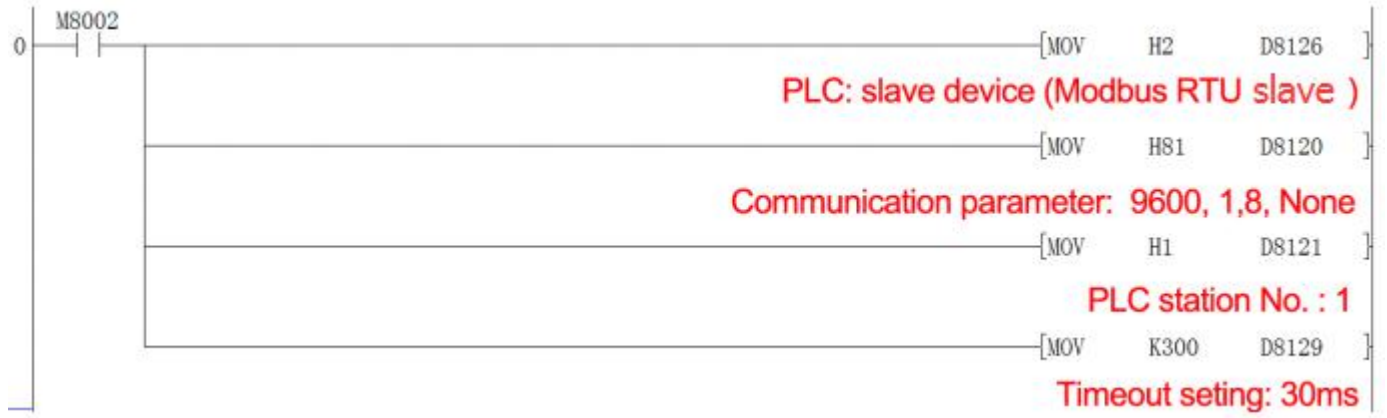 M8002
0 [MOV H2 D8126 ]
PLC: slave device (Modbus RTU slave )
[MOV H81 D8120 ]
Communication parameter: 9600, 1,8, None
[MOV H1 D8121 ]
PLC station No. : 1
[MOV K300 D8129 ]
Timeout seting: 30ms